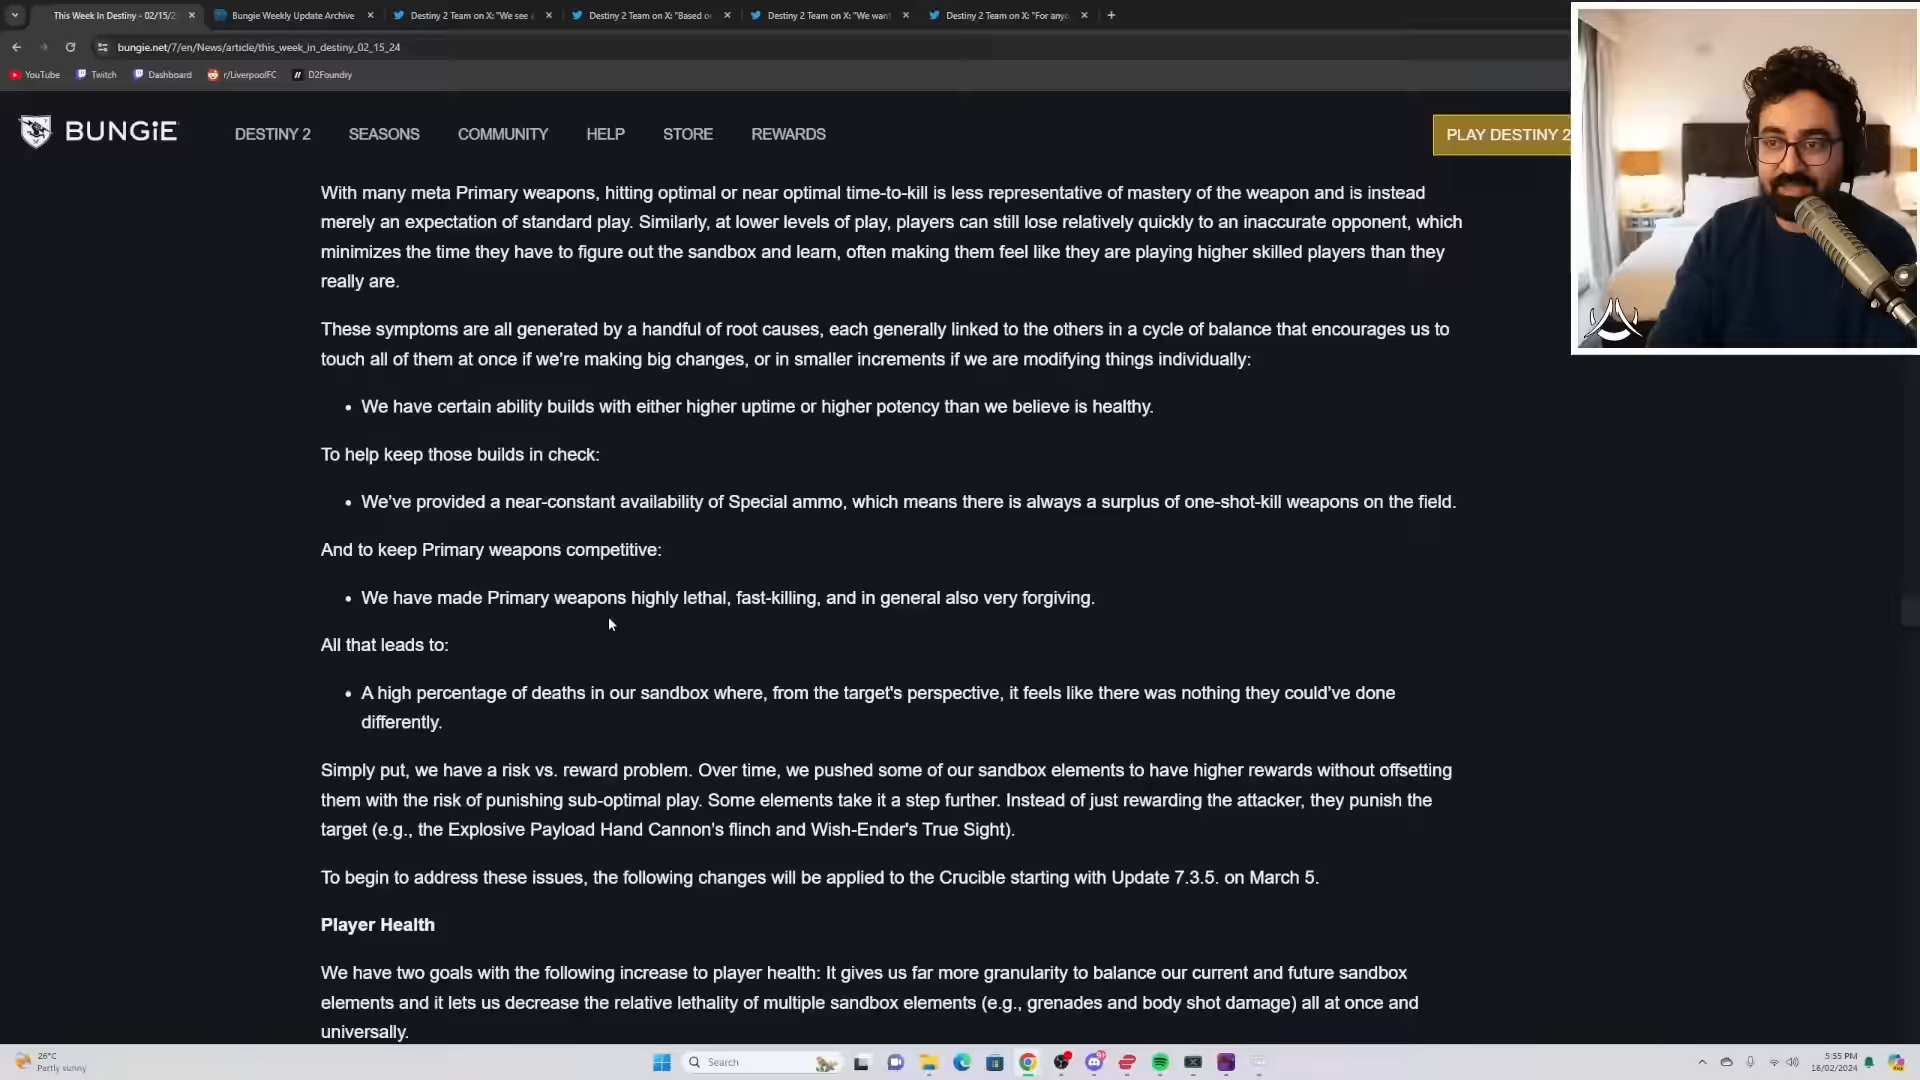 This Week In Destiny - 02/15/2
Bungie Weekly Update Archive
Destiny 2 Team on X: "We see
Destiny 2 Team on X: "Based o
Destiny 2 Team on X: "We wan
Destiny 2 Team on X: "For any
bungie.net/7/en/News/article/this_week_in_destiny_02_15_24
YouTube
Twitch
Dashboard
r/LiverpoolFC
D2Foundry
BUNGiE
DESTINY 2
SEASONS
COMMUNITY
HELP
STORE
REWARDS
PLAY DESTINY 2
With many meta Primary weapons, hitting optimal or near optimal time-to-kill is less representative of mastery of the weapon and is instead
merely an expectation of standard play. Similarly, at lower levels of play, players can still lose relatively quickly to an inaccurate opponent, which
minimizes the time they have to figure out the sandbox and learn, often making them feel like they are playing higher skilled players than they
really are.
These symptoms are all generated by a handful of root causes, each generally linked to the others in a cycle of balance that encourages us to
touch all of them at once if we're making big changes, or in smaller increments if we are modifying things individually:
• We have certain ability builds with either higher uptime or higher potency than we believe is healthy.
To help keep those builds in check:
• We've provided a near-constant availability of Special ammo, which means there is always a surplus of one-shot-kill weapons on the field.
And to keep Primary weapons competitive:
• We have made Primary weapons highly lethal, fast-killing, and in general also very forgiving.
All that leads to:
• A high percentage of deaths in our sandbox where, from the target's perspective, it feels like there was nothing they could've done
differently.
Simply put, we have a risk vs. reward problem. Over time, we pushed some of our sandbox elements to have higher rewards without offsetting
them with the risk of punishing sub-optimal play. Some elements take it a step further. Instead of just rewarding the attacker, they punish the
target (e.g., the Explosive Payload Hand Cannon's flinch and Wish-Ender's True Sight).
To begin to address these issues, the following changes will be applied to the Crucible starting with Update 7.3.5. on March 5.
Player Health
We have two goals with the following increase to player health: It gives us far more granularity to balance our current and future sandbox
elements and it lets us decrease the relative lethality of multiple sandbox elements (e.g., grenades and body shot damage) all at once and
universally.
26°C
Partly sunny
Search
5:55 PM
16/02/2024